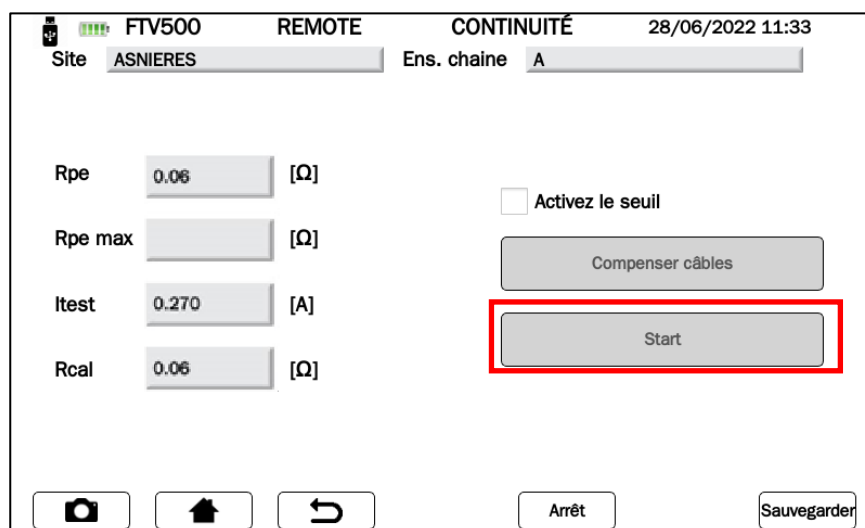 FTV500 REMOTE CONTINUITÉ 28/06/2022 11:33
Site ASNIERES Ens. chaine A
Rpe 0.06 [Ω]
Activez le seuil
Rpe max [Ω]
Compenser câbles
Itest 0.270 [A]
Start
Rcal 0.06 [Ω]
Arrêt Sauvegarder